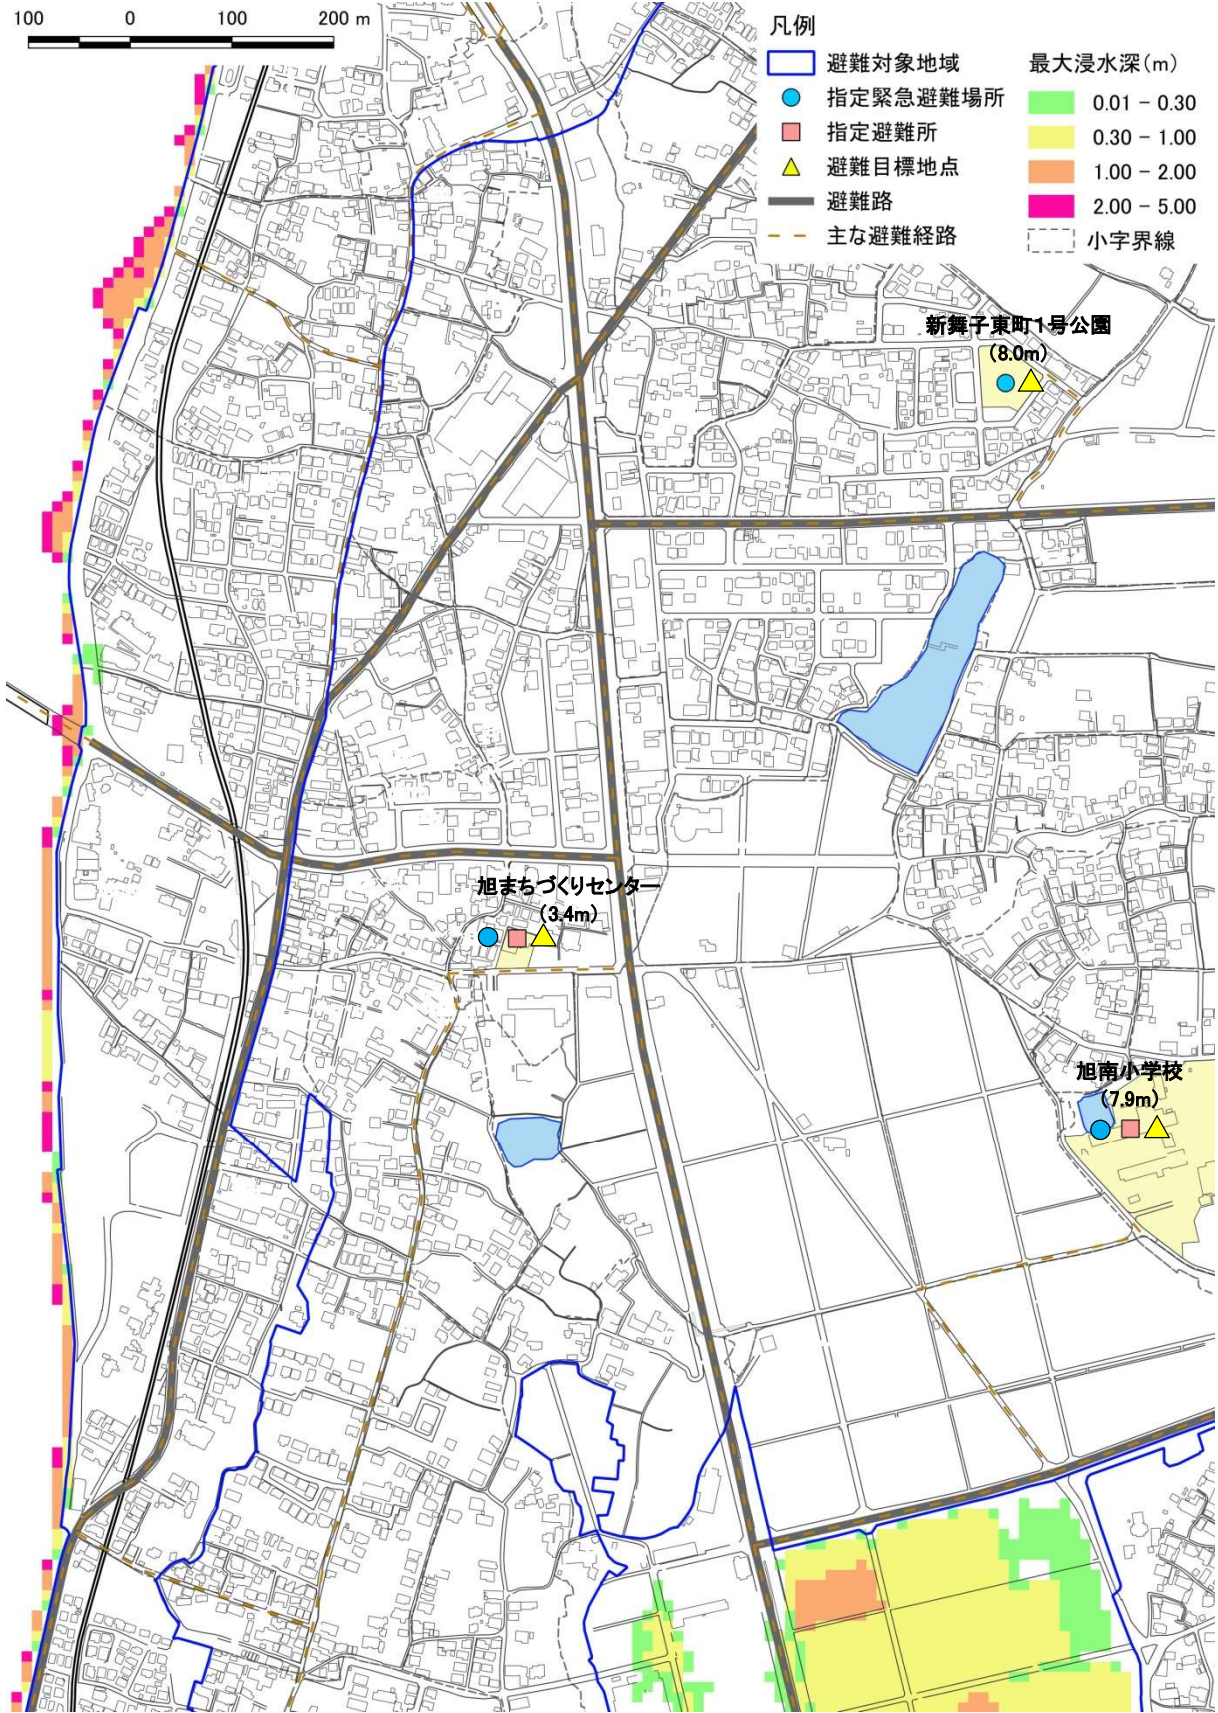 100 0 100 200 m
凡例
避難対象地域
指定緊急避難場所
指定避難所
避難目標地点
避難路
主な避難経路
最大浸水深(m)
0.01 - 0.30
0.30 - 1.00
1.00 - 2.00
2.00 - 5.00
小字界線
新舞子東町1号公園
(8.0m)
旭まちづくりセンター
(3.4m)
旭南小学校
(7.9m)